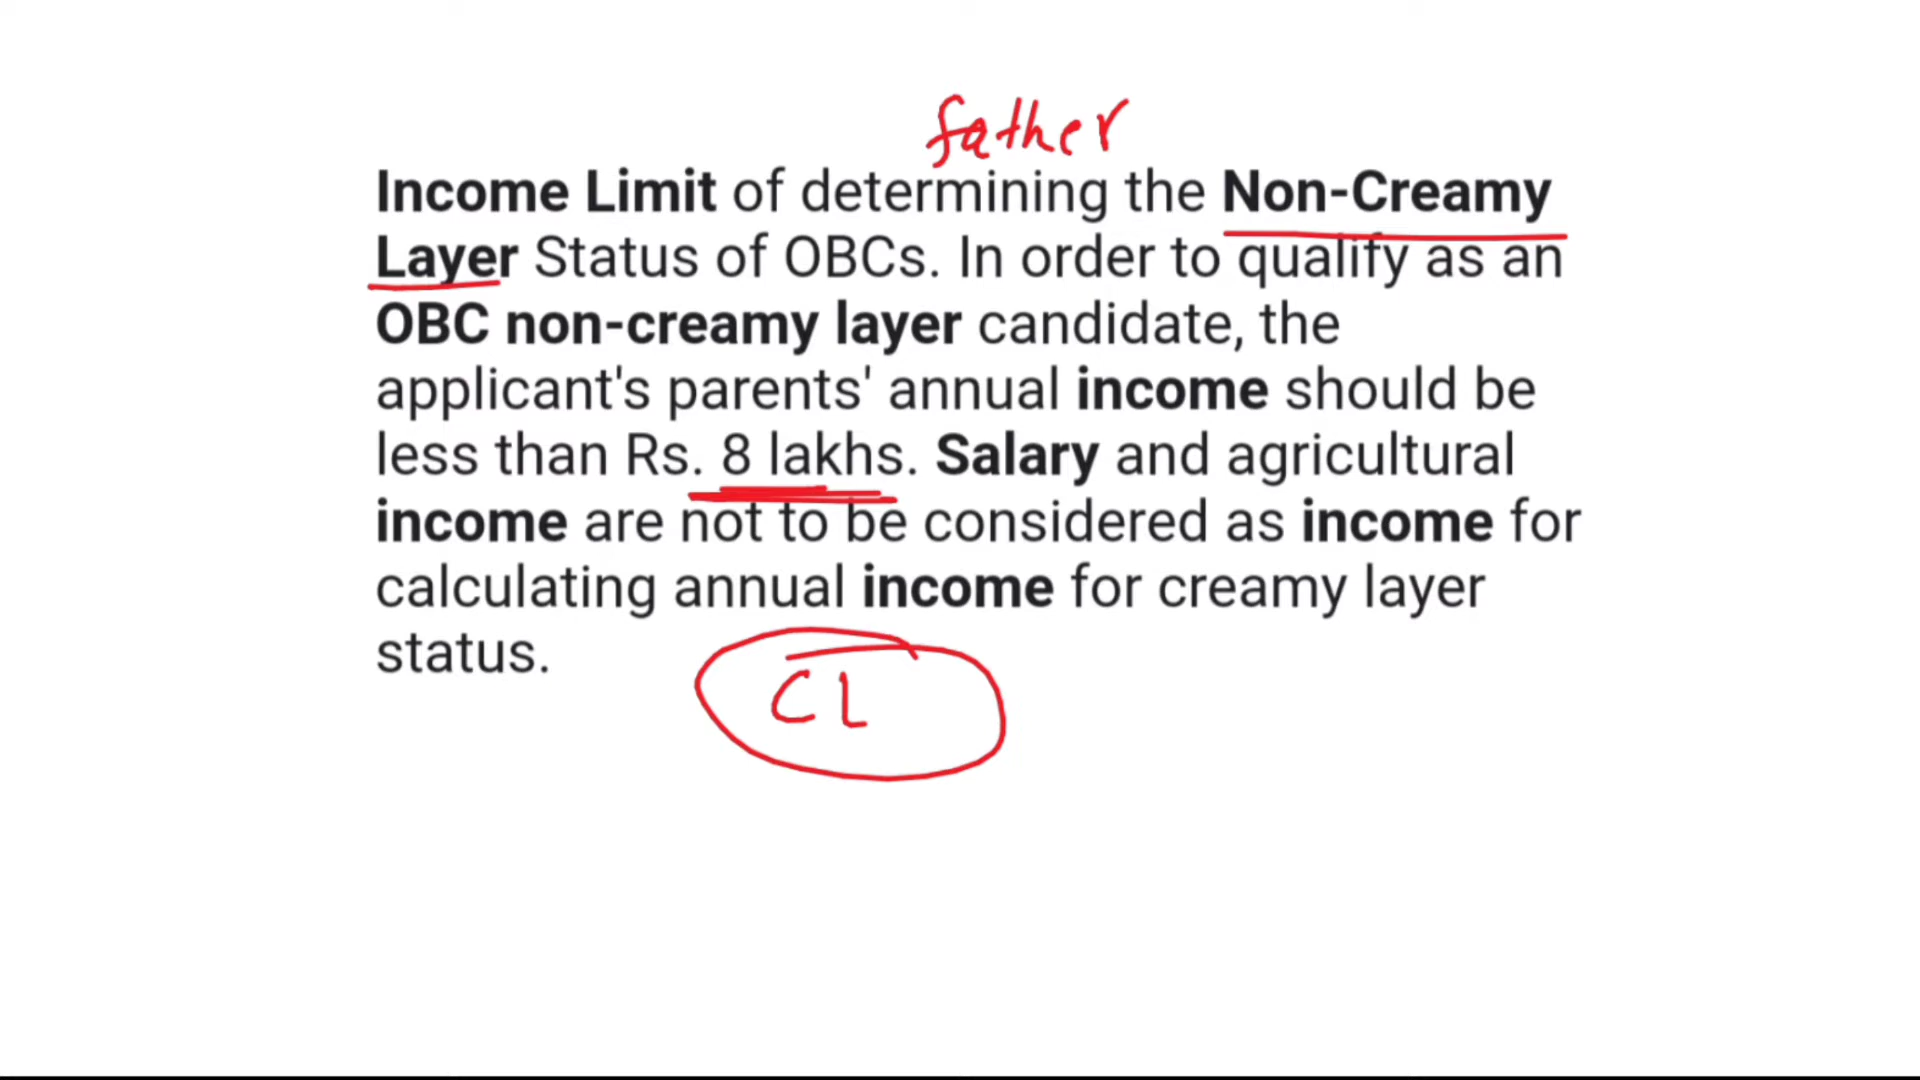 father
Income Limit of determining the Non-Creamy
Layer Status of OBCs. In order to qualify as an
OBC non-creamy layer candidate, the
applicant's parents' annual income should be
less than Rs. 8 lakhs. Salary and agricultural
income are not to be considered as income for
calculating annual income for creamy layer
status.
CL